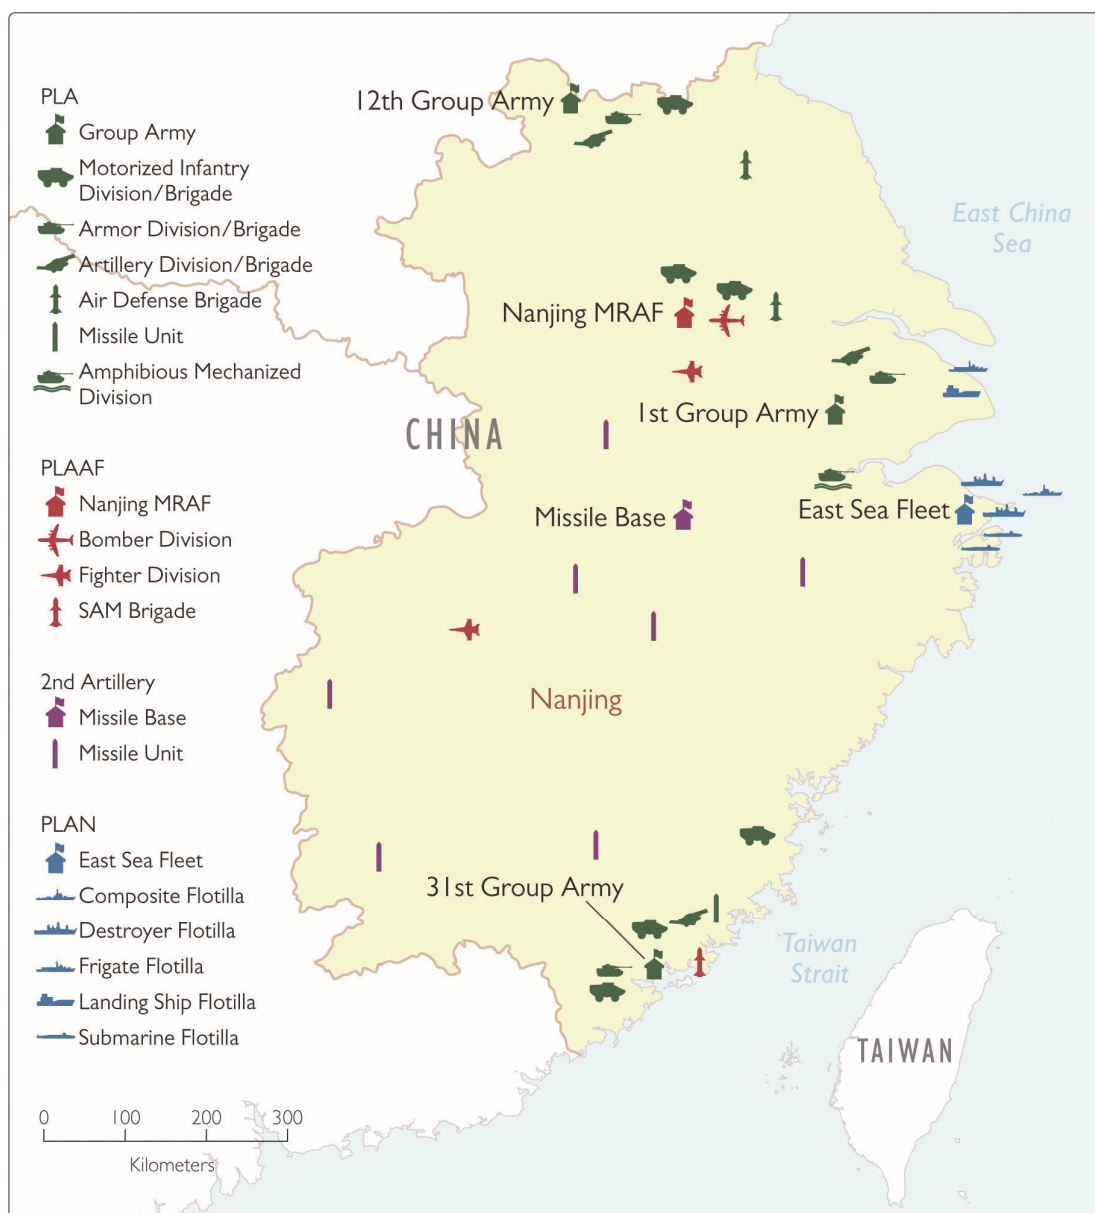 PLA
Group Army
Motorized Infantry
Division/Brigade
Armor Division/Brigade
Artillery Division/Brigade
Air Defense Brigade
Missile Unit
Amphibious Mechanized
Division
PLAAF
Nanjing MRAF
Bomber Division
Fighter Division
SAM Brigade
2nd Artillery
Missile Base
Missile Unit
PLAN
East Sea Fleet
Composite Flotilla
Destroyer Flotilla
Frigate Flotilla
Landing Ship Flotilla
Submarine Flotilla
0 100 200 300
Kilometers
12th Group Army
East China
Sea
Nanjing MRAF
1st Group Army
CHINA
Missile Base
East Sea Fleet
Nanjing
31st Group Army
Taiwan
Strait
TAIWAN